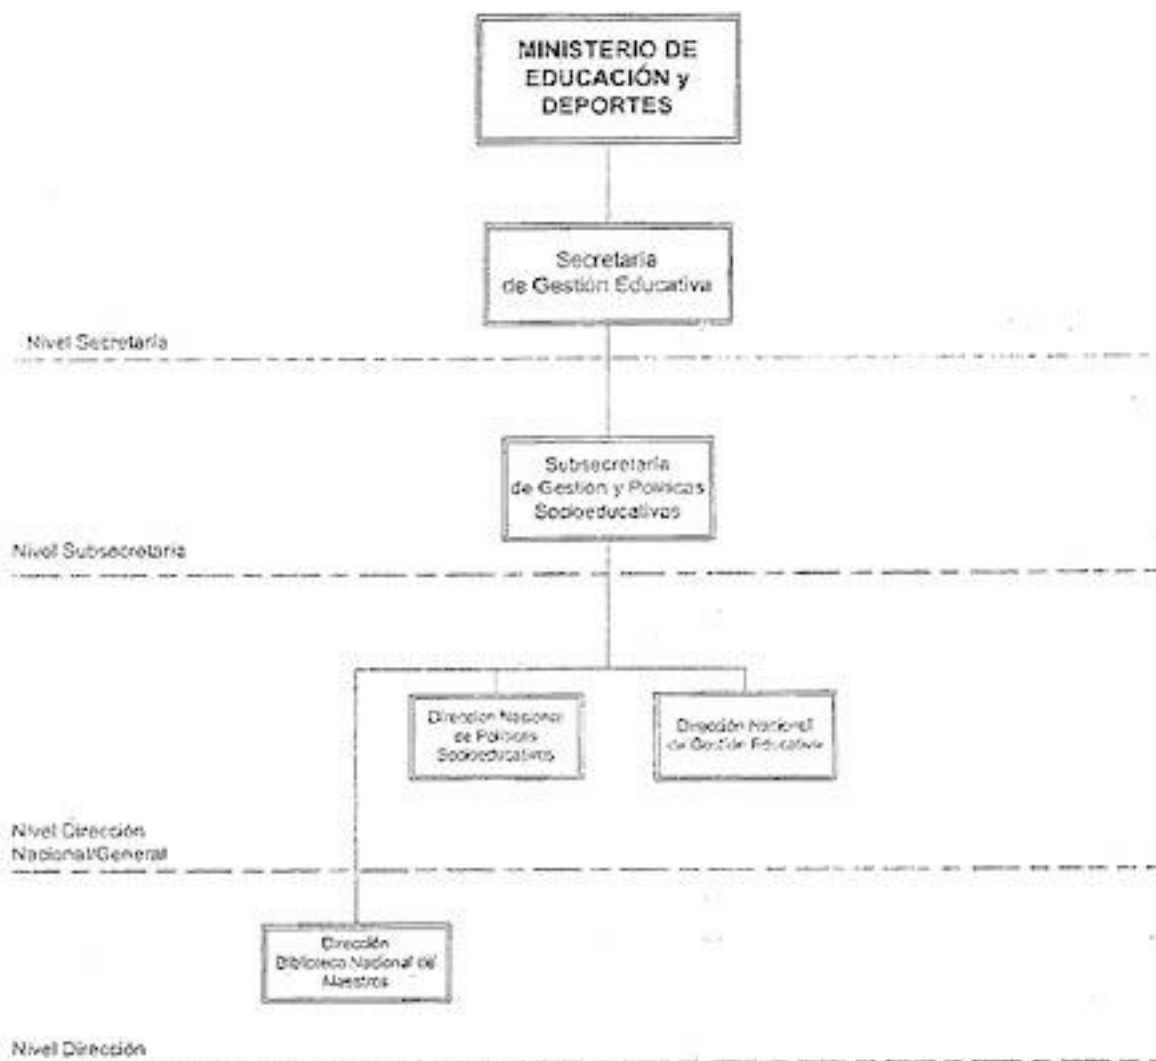 MINISTERIO DE
EDUCACIÓN y
DEPORTES
Secretaría
de Gestión Educativa
Nivel Secretaría
Subsecretaría
de Gestión y Políticas
Socioeducativas
Nivel Subsecretaría
Dirección Nacional
de Políticas
Socioeducativas
Dirección Nacional
de Gestión Educativa
Nivel Dirección
Nacional/General
Dirección
Biblioteca Nacional de
Maestros
Nivel Dirección